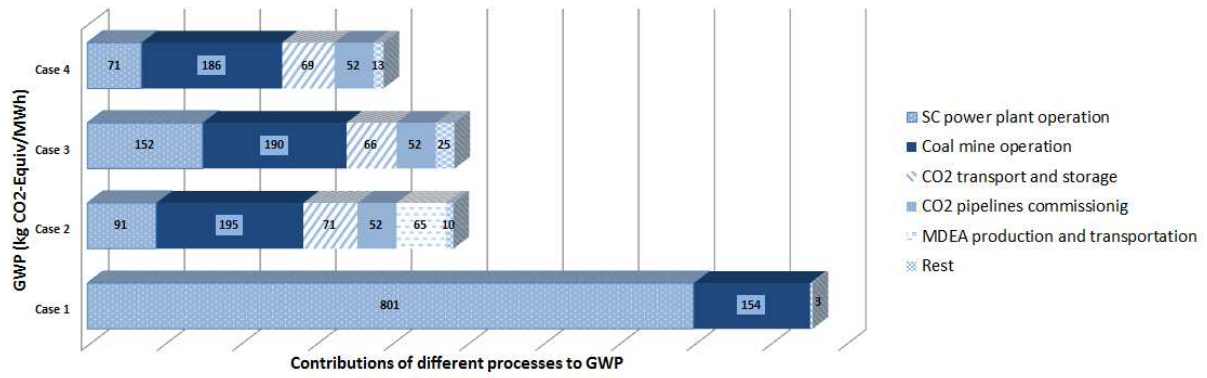 GWP (kg CO2-Equiv/MWh)
Case 4
71
186
69
52
13
Case 3
152
190
66
52
25
Case 2
91
195
71
52
65
10
Case 1
801
154
3
Contributions of different processes to GWP
SC power plant operation
Coal mine operation
CO2 transport and storage
CO2 pipelines commissionig
MDEA production and transportation
Rest